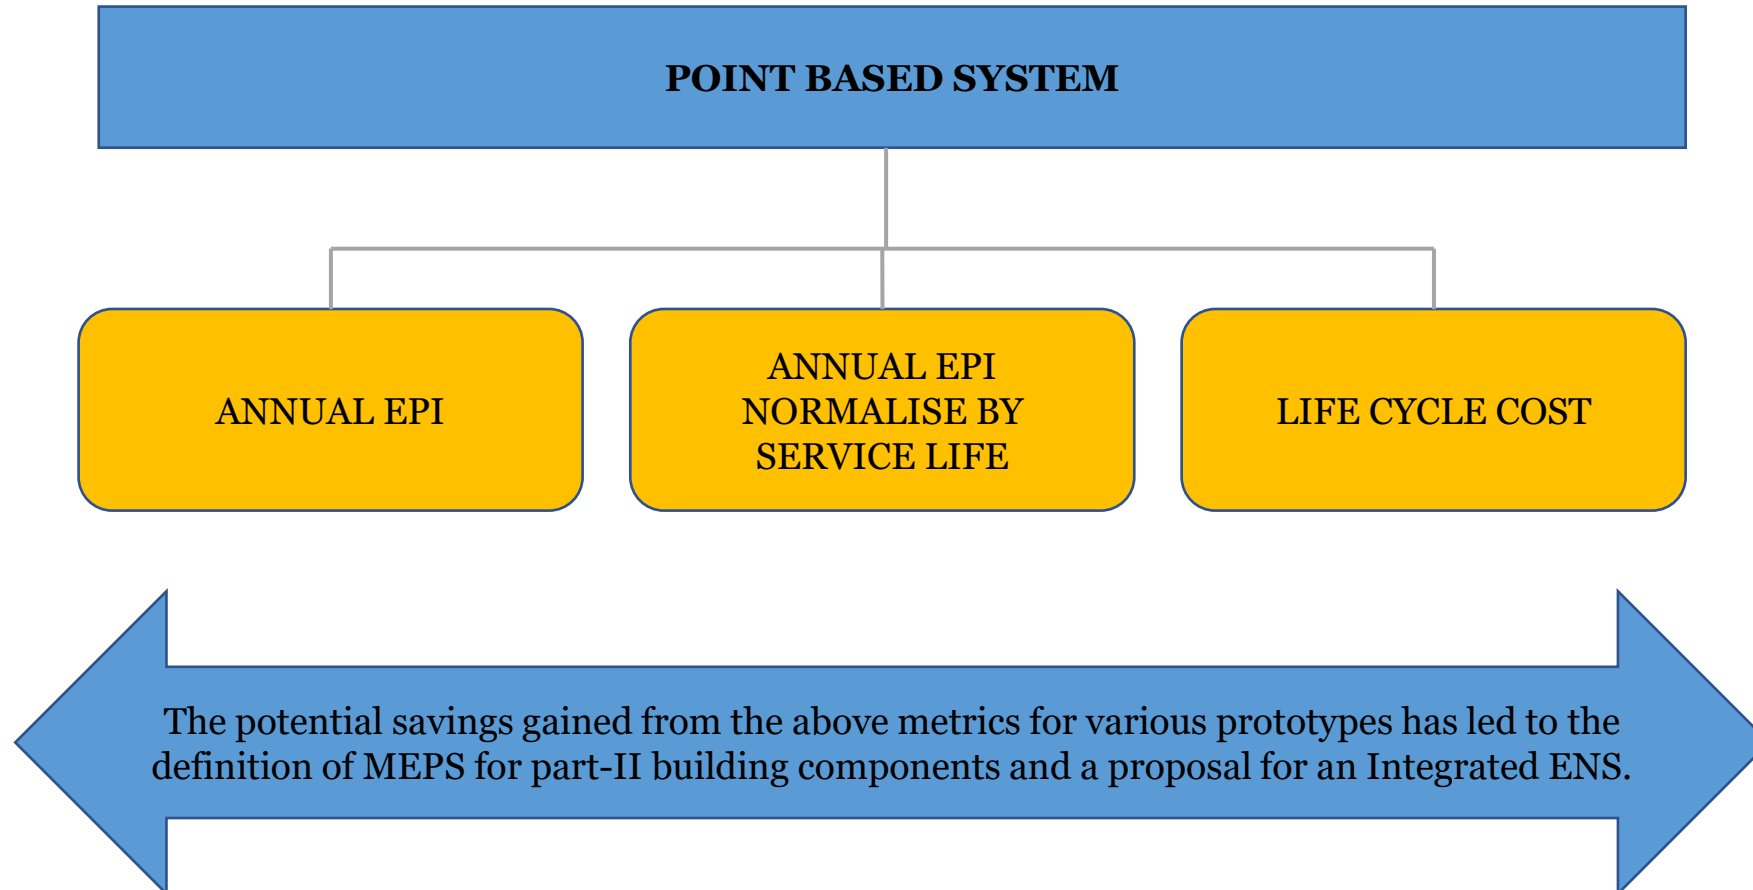 POINT BASED SYSTEM
ANNUAL EPI
ANNUAL EPI
NORMALISE BY
SERVICE LIFE
LIFE CYCLE COST
The potential savings gained from the above metrics for various prototypes has led to the
definition of MEPS for part-II building components and a proposal for an Integrated ENS.